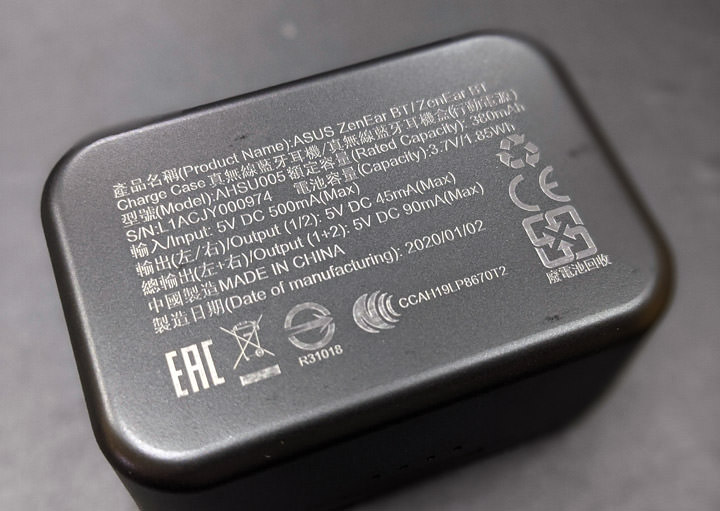 產品名稱(Product Name):ASUS ZenEar BT/ZenEar BT
Charge Case 真無線藍牙耳機/真無線藍牙耳機盒(行動電源)
型號(Model):AHSU005 額定容量(Rated Capacity): 380mAh
S/N:L1ACJY000974 電池容量(Capacity):3.7V/1.85Wh
輸入/Input: 5V DC 500mA(Max)
輸出(左/右)/Output (1/2): 5V DC 45mA(Max)
總輸出(左+右)/Output (1+2): 5V DC 90mA(Max)
中國製造MADE IN CHINA
製造日期(Date of manufacturing): 2020/01/02
CE
廢電池回收
EAC
R31018
CCAH19LP8670T2